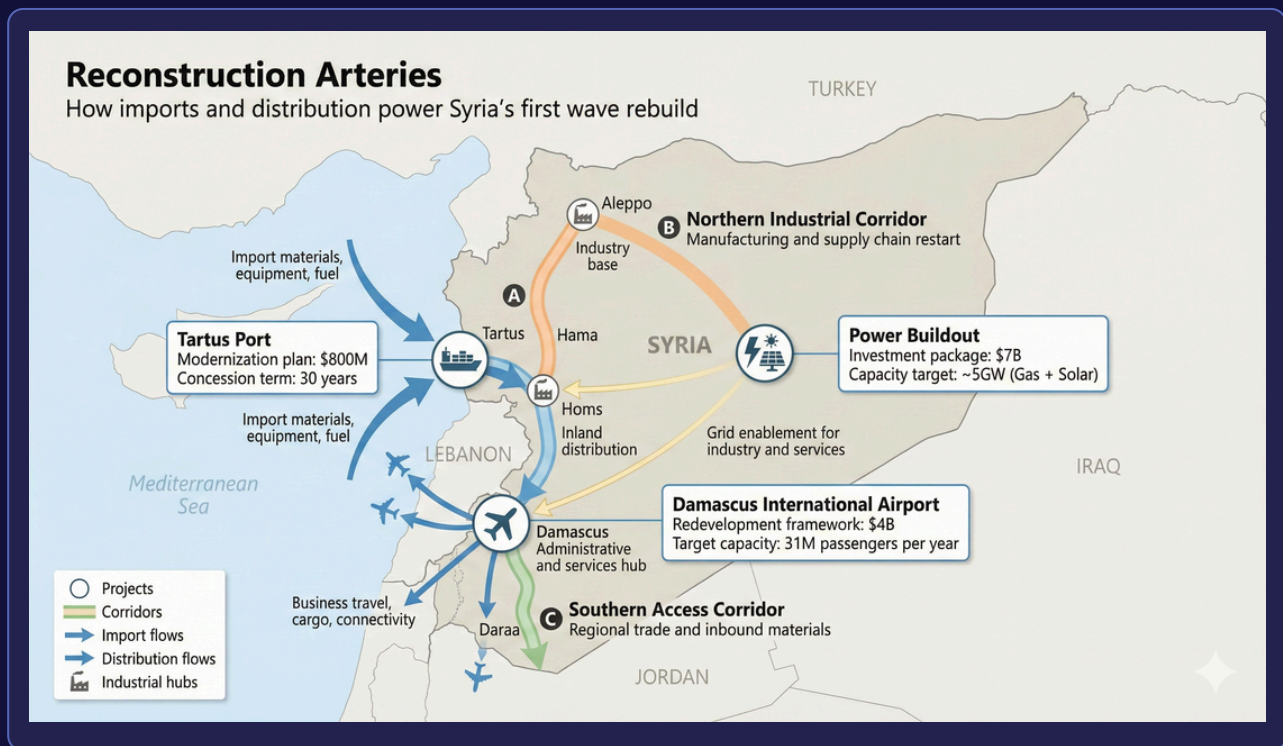 Reconstruction Arteries
How imports and distribution power Syria's first wave rebuild
TURKEY
Aleppo
Industry
base
B
Northern Industrial Corridor
Manufacturing and supply chain restart
Import materials,
equipment, fuel
A
Tartus
Hama
SYRIA
Tartus Port
Modernization plan: $800M
Concession term: 30 years
Power Buildout
Investment package: $7B
Capacity target: ~5GW (Gas + Solar)
Import materials,
equipment, fuel
Homs
Inland
distribution
Grid enablement for
industry and services
LEBANON
IRAQ
Mediterranean
Sea
Damascus International Airport
Redevelopment framework: $4B
Target capacity: 31M passengers per year
Damascus
Administrative
and services hub
Business travel,
cargo, connectivity
Daraa
C
Southern Access Corridor
Regional trade and inbound materials
JORDAN
Projects
Corridors
Import flows
Distribution flows
Industrial hubs